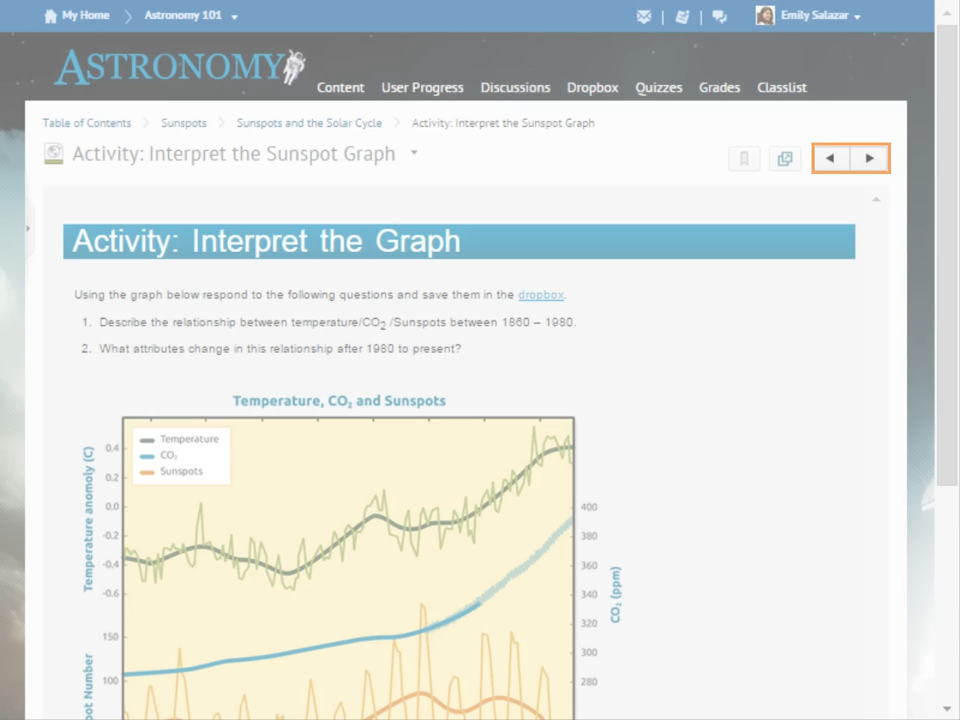 My Home
Astronomy 101
Emily Salazar
ASTRONOMY
Content User Progress Discussions Dropbox Quizzes Grades Classlist
Table of Contents Sunspots Sunspots and the Solar Cycle Activity: Interpret the Sunspot Graph
Activity: Interpret the Sunspot Graph
Activity: Interpret the Graph
Using the graph below respond to the following questions and save them in the dropbox.
1. Describe the relationship between temperature/CO₂ /Sunspots between 1860 – 1980.
2. What attributes change in this relationship after 1980 to present?
Temperature, CO₂ and Sunspots
Temperature
CO₂
Sunspots
Temperature anomoly (C)
0.4
0.2
0.0
-0.2
-0.4
-0.6
150
100
400
380
360
340
320
300
280
CO₂ (ppm)
Number